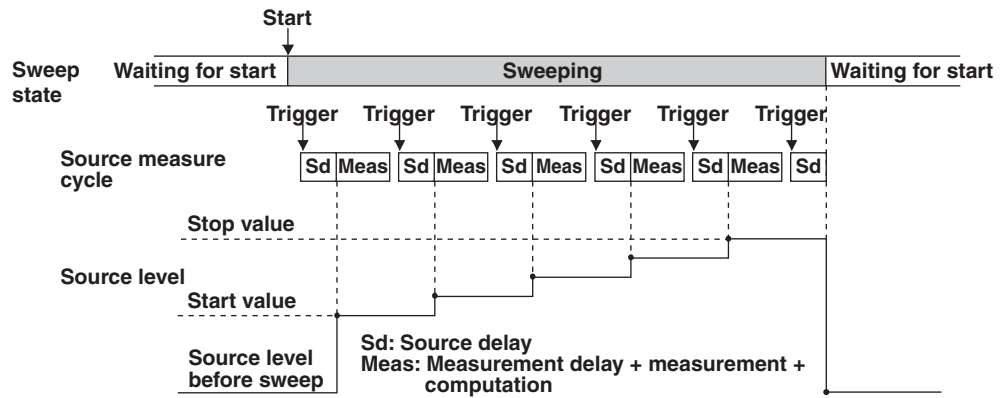 Start
Sweep state
Waiting for start
Sweeping
Waiting for start
Trigger Trigger Trigger Trigger Trigger Trigger
Source measure
cycle
Sd Meas Sd Meas Sd Meas Sd Meas Sd Meas Sd
Stop value
Source level
Start value
Source level
before sweep
Sd: Source delay
Meas: Measurement delay + measurement +
computation